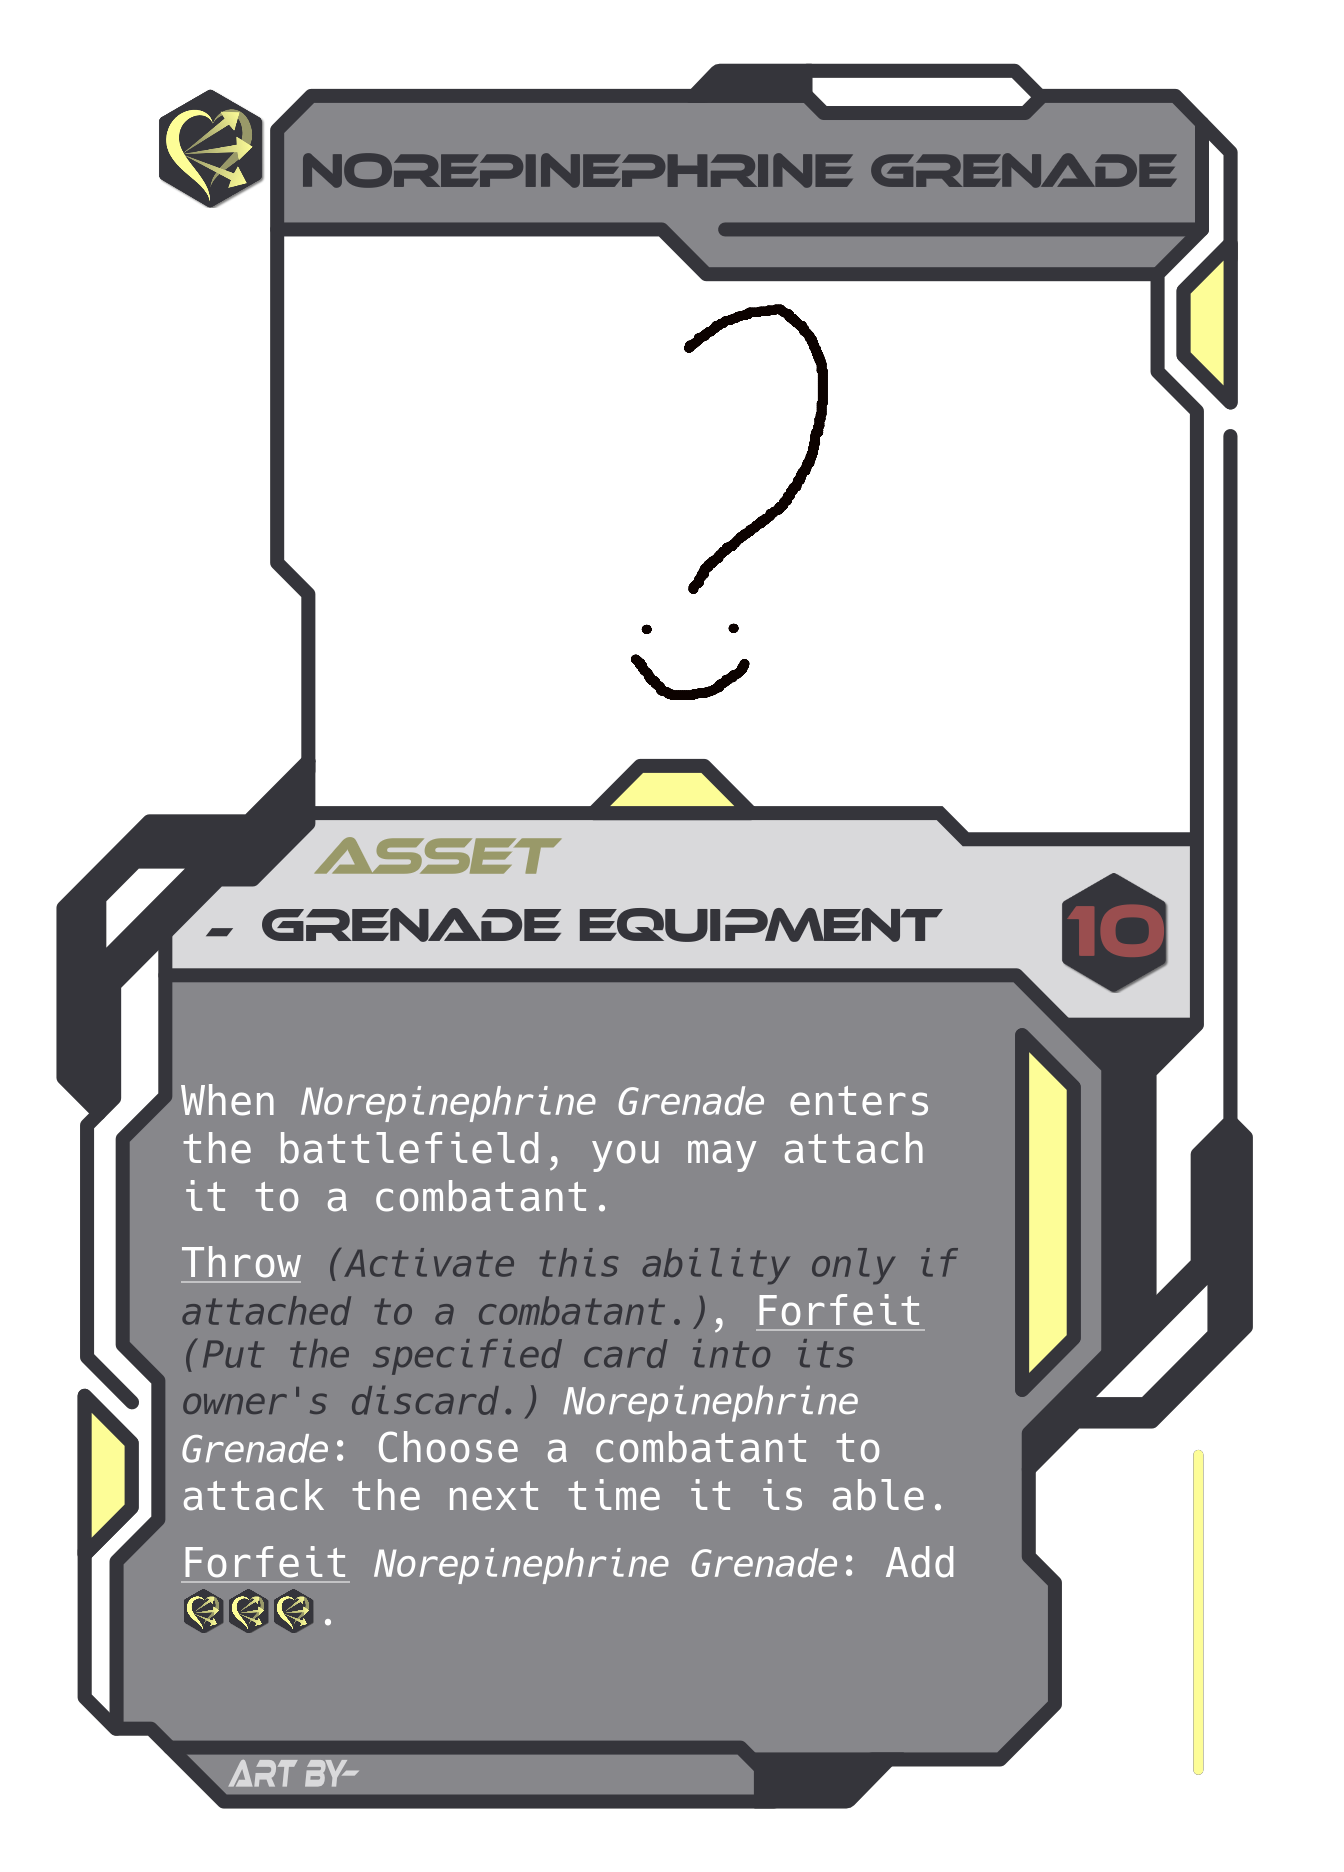 NOREPINEPHRINE GRENADE
ASSET
- GRENADE EQUIPMENT
10
When Norepinephrine Grenade enters
the battlefield, you may attach
it to a combatant.
Throw (Activate this ability only if
attached to a combatant.), Forfeit
(Put the specified card into its
owner's discard.) Norepinephrine
Grenade: Choose a combatant to
attack the next time it is able.
Forfeit Norepinephrine Grenade: Add
.
ART BY-